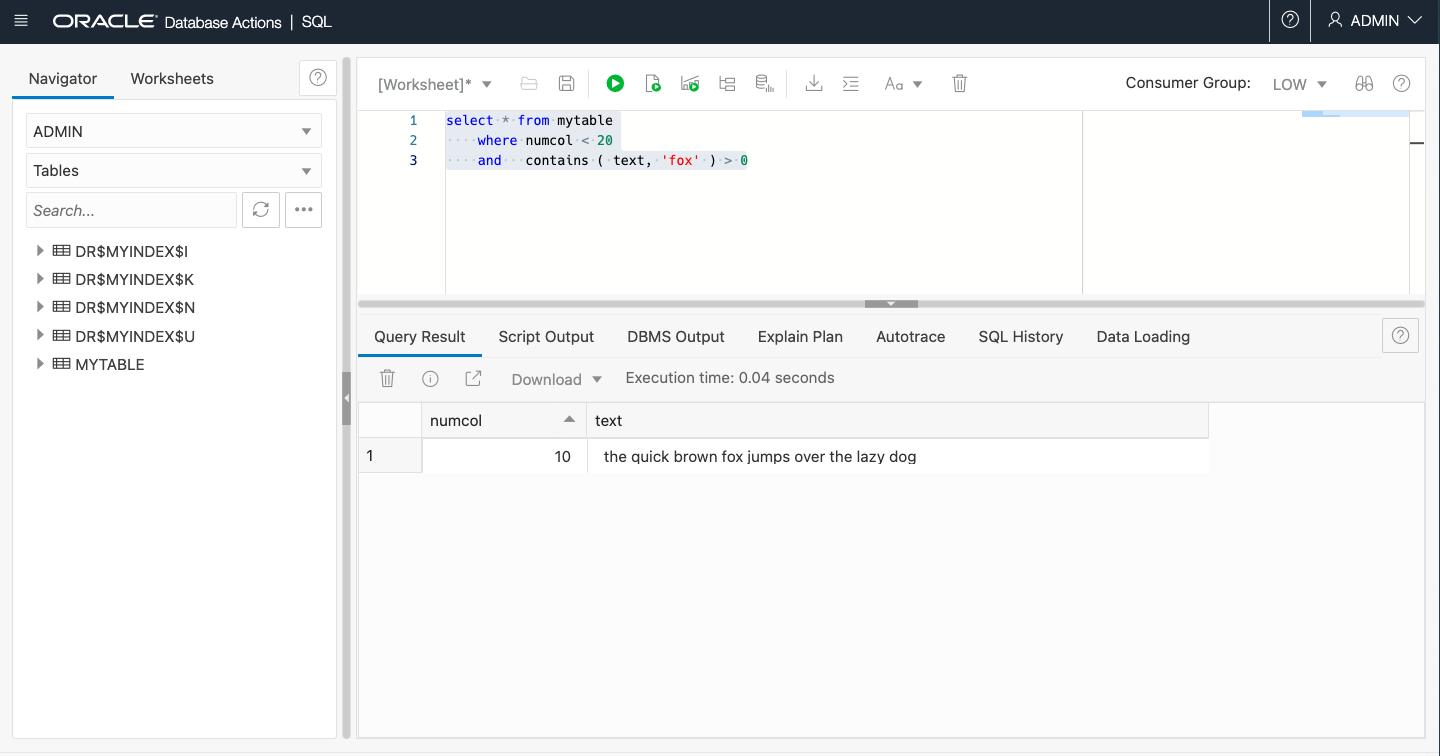 ORACLE Database Actions | SQL
ADMIN
Navigator
Worksheets
ADMIN
Tables
Search...
DR$MYINDEX$I
DR$MYINDEX$K
DR$MYINDEX$N
DR$MYINDEX$U
MYTABLE
[Worksheet]*
Aa
Consumer Group: LOW
1 select * from mytable
2 where numcol < 20
3 and contains ( text, 'fox' ) > 0
Query Result Script Output DBMS Output Explain Plan Autotrace SQL History Data Loading
Download Execution time: 0.04 seconds
numcol text
1 10 the quick brown fox jumps over the lazy dog